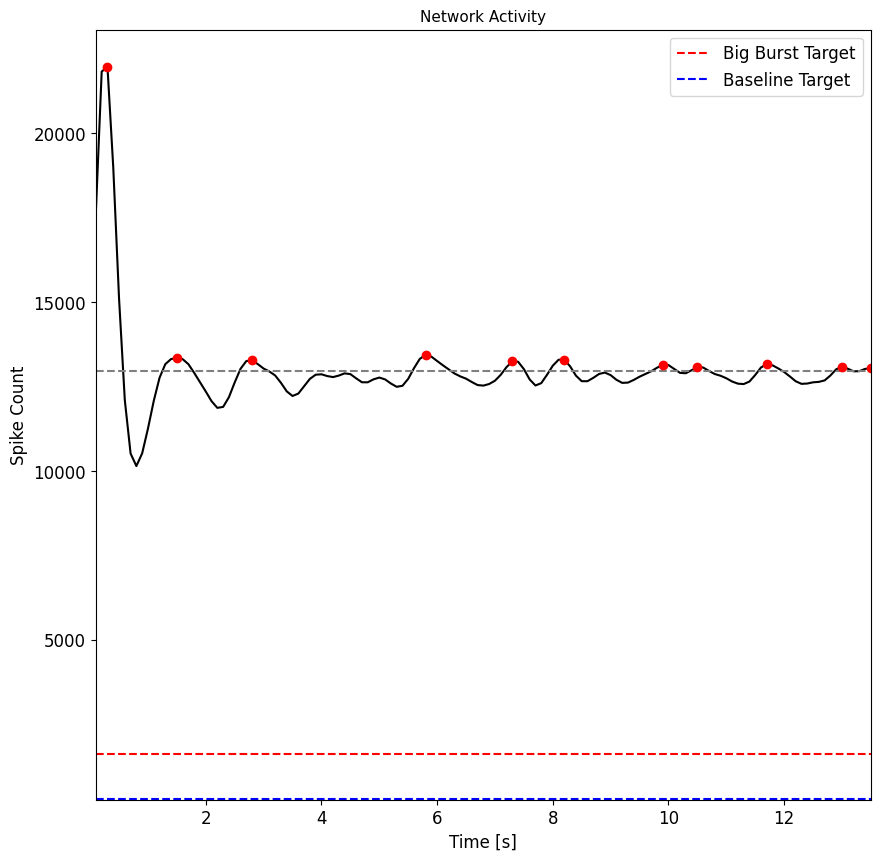 Network Activity
Big Burst Target
Baseline Target
20000
15000
10000
5000
Spike Count
2 4 6 8 10 12
Time [s]